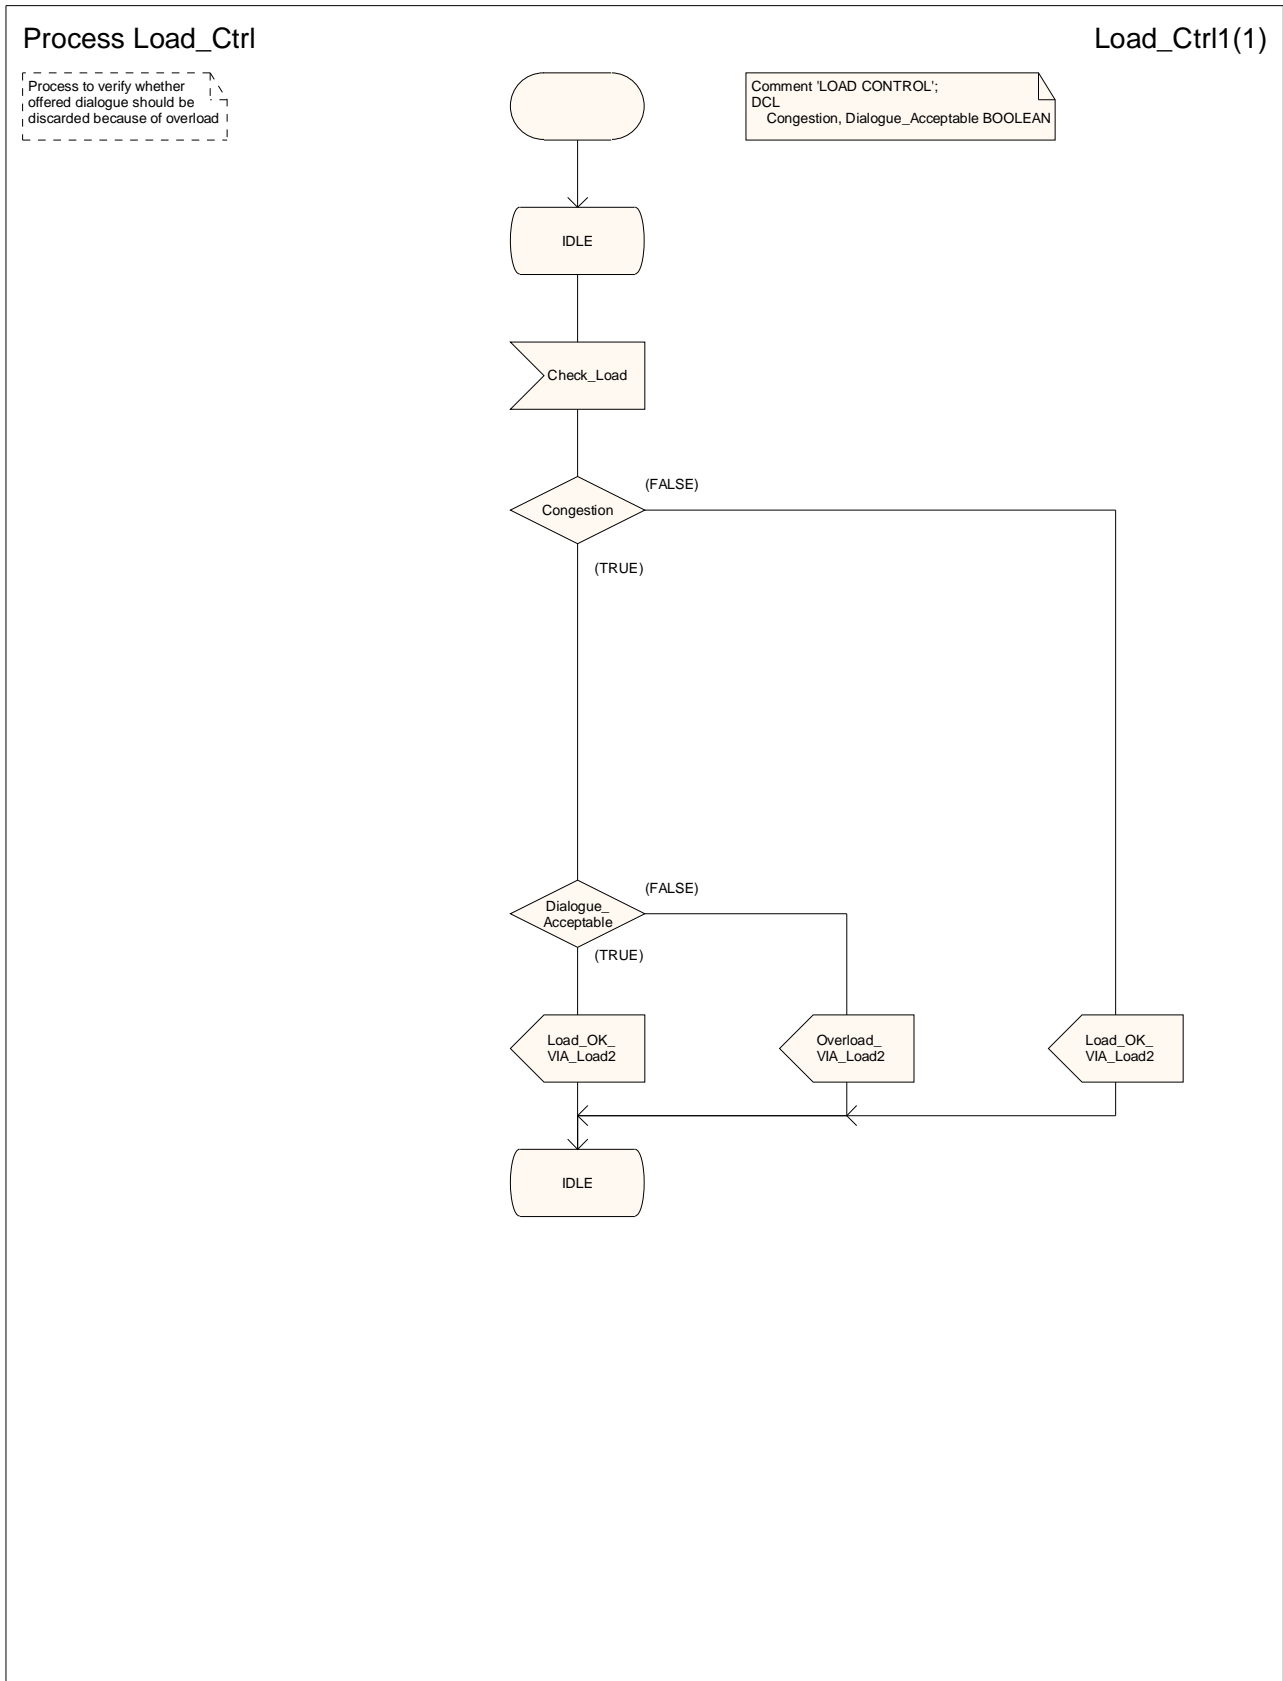 Process Load_Ctrl
Load_Ctrl1(1)
Process to verify whether
offered dialogue should be
discarded because of overload
Comment 'LOAD CONTROL';
DCL
Congestion, Dialogue_Acceptable BOOLEAN
IDLE
Check_Load
(FALSE)
Congestion
(TRUE)
(FALSE)
Dialogue_
Acceptable
(TRUE)
Load_OK_
VIA_Load2
Overload_
VIA_Load2
Load_OK_
VIA_Load2
IDLE